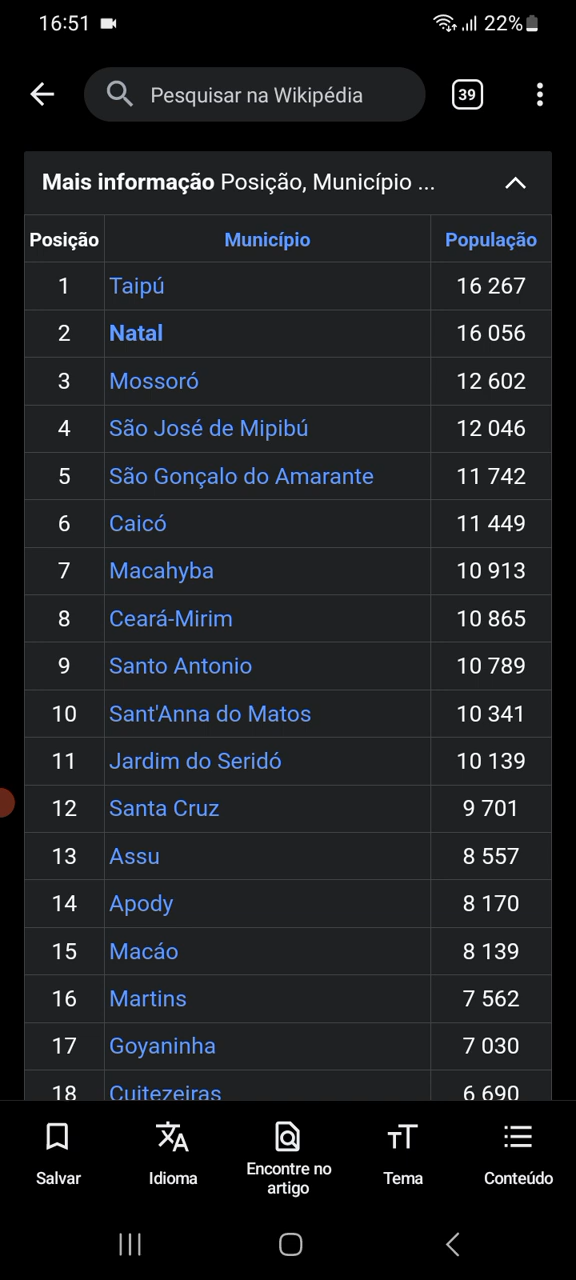 16:51 22%
39
Pesquisar na Wikipédia
Mais informação Posição, Município ...
Posição Município População
1 Taipú 16 267
2 Natal 16 056
3 Mossoró 12 602
4 São José de Mipibú 12 046
5 São Gonçalo do Amarante 11 742
6 Caicó 11 449
7 Macahyba 10 913
8 Ceará-Mirim 10 865
9 Santo Antonio 10 789
10 Sant'Anna do Matos 10 341
11 Jardim do Seridó 10 139
12 Santa Cruz 9 701
13 Assu 8 557
14 Apody 8 170
15 Macáo 8 139
16 Martins 7 562
17 Goyaninha 7 030
18 Cuitezeiras 6 690
Salvar Idioma Encontre no artigo Tema Conteúdo